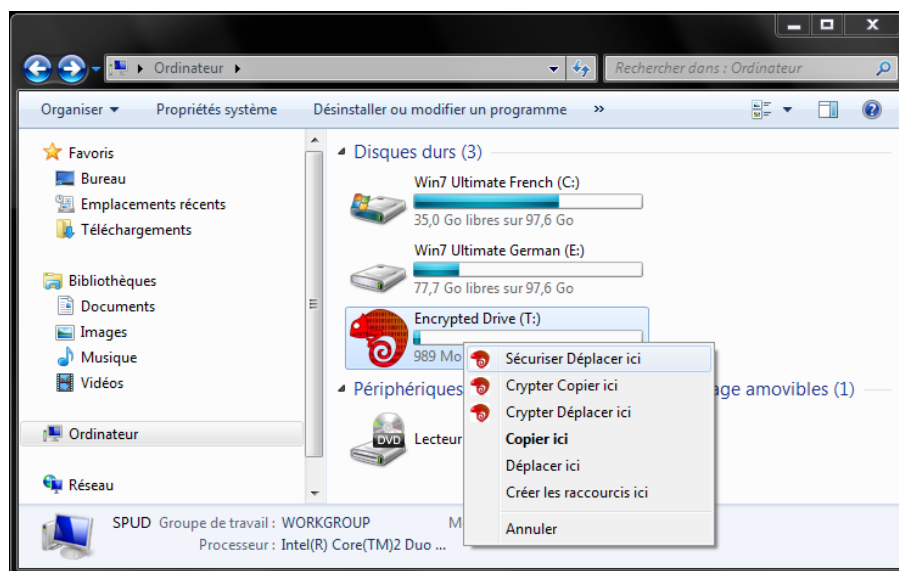 Ordinateur
Rechercher dans : Ordinateur
Organiser
Propriétés système
Désinstaller ou modifier un programme
»
Favoris
Bureau
Emplacements récents
Téléchargements
Bibliothèques
Documents
Images
Musique
Vidéos
Ordinateur
Réseau
Disques durs (3)
Win7 Ultimate French (C:)
35,0 Go libres sur 97,6 Go
Win7 Ultimate German (E:)
77,7 Go libres sur 97,6 Go
Encrypted Drive (T:)
989 Mo
Périphériques
age amovibles (1)
DVD
Lecteur
Sécuriser Déplacer ici
Crypter Copier ici
Crypter Déplacer ici
Copier ici
Déplacer ici
Créer les raccourcis ici
Annuler
SPUD Groupe de travail : WORKGROUP M
Processeur : Intel(R) Core(TM)2 Duo ...